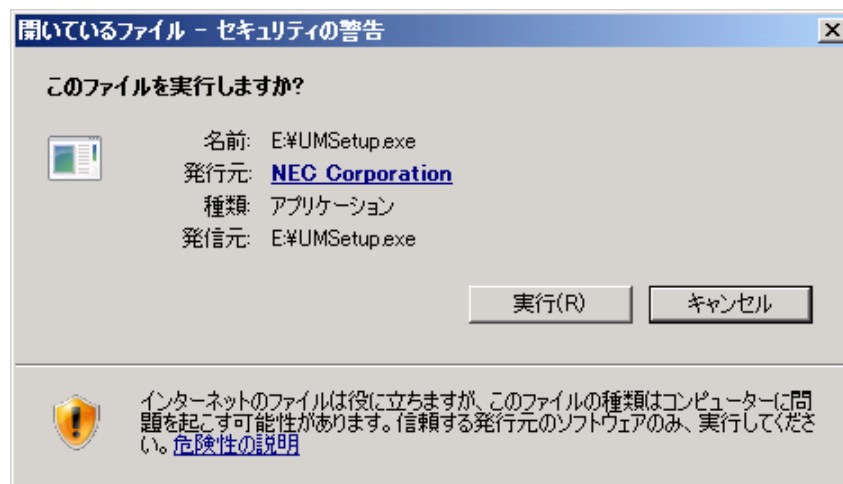 開いているファイル - セキュリティの警告
このファイルを実行しますか?
名前: E:¥UMSetup.exe
発行元: NEC Corporation
種類: アプリケーション
発信元: E:¥UMSetup.exe
実行(R) キャンセル
インターネットのファイルは役に立ちますが、このファイルの種類はコンピューターに問
題を起こす可能性があります。信頼する発行元のソフトウェアのみ、実行してくださ
い。危険性の説明